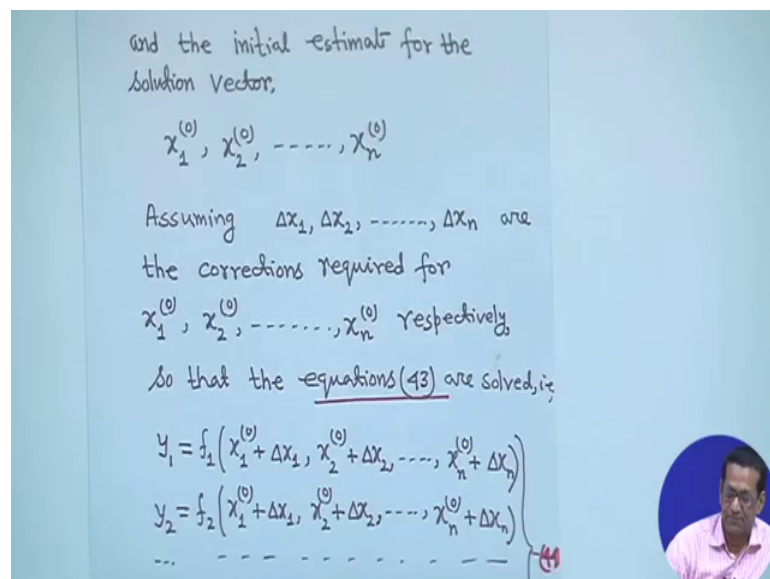 and the initial estimat for the
solution vector,
x₁⁽⁰⁾, x₂⁽⁰⁾, -----, xₙ⁽⁰⁾
Assuming Δx₁, Δx₂, ------, Δxₙ are
the corrections required for
x₁⁽⁰⁾, x₂⁽⁰⁾, -------, xₙ⁽⁰⁾ respectively,
so that the equations (43) are solved, i.e,
y₁ = f₁(x₁⁽⁰⁾ + Δx₁, x₂⁽⁰⁾ + Δx₂, ----, xₙ⁽⁰⁾ + Δxₙ)
y₂ = f₂(x₁⁽⁰⁾ + Δx₁, x₂⁽⁰⁾ + Δx₂, ----, xₙ⁽⁰⁾ + Δxₙ)
... --- - - - - - - - - -(44